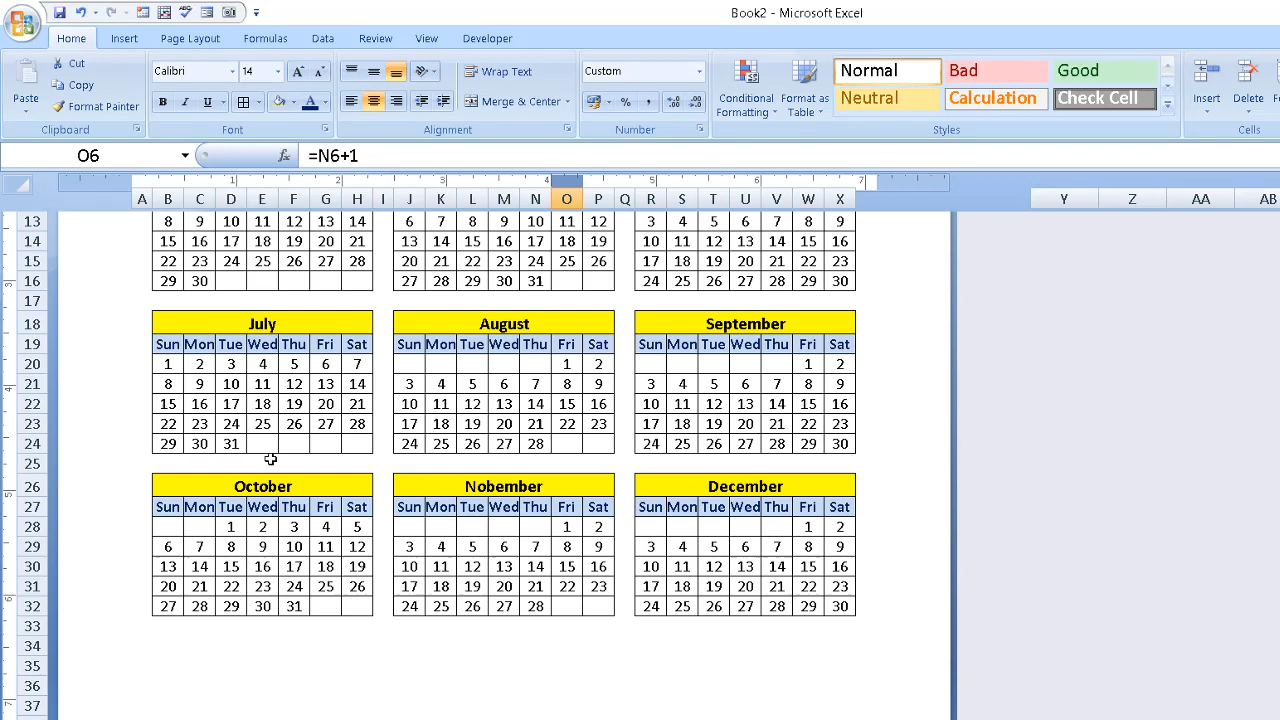 Book2 - Microsoft Excel
Home Insert Page Layout Formulas Data Review View Developer
Paste Cut Copy Format Painter
Calibri 14 A A
B I U A
Wrap Text
Merge & Center
Custom
% ,
Conditional Formatting Format as Table
Normal Bad Good
Neutral Calculation Check Cell
Insert Delete
Clipboard Font Alignment Number Styles Cells
O6 fx =N6+1
1 2 3 4 5 6 7
A B C D E F G H I J K L M N O P Q R S T U V W X Y Z AA AB
13 8 9 10 11 12 13 14 6 7 8 9 10 11 12 3 4 5 6 7 8 9
14 15 16 17 18 19 20 21 13 14 15 16 17 18 19 10 11 12 13 14 15 16
15 22 23 24 25 26 27 28 20 21 22 23 24 25 26 17 18 19 20 21 22 23
16 29 30 27 28 29 30 31 24 25 26 27 28 29 30
17
18 July August September
19 Sun Mon Tue Wed Thu Fri Sat Sun Mon Tue Wed Thu Fri Sat Sun Mon Tue Wed Thu Fri Sat
20 1 2 3 4 5 6 7 1 2 1 2
21 8 9 10 11 12 13 14 3 4 5 6 7 8 9 3 4 5 6 7 8 9
22 15 16 17 18 19 20 21 10 11 12 13 14 15 16 10 11 12 13 14 15 16
23 22 23 24 25 26 27 28 17 18 19 20 21 22 23 17 18 19 20 21 22 23
24 29 30 31 24 25 26 27 28 24 25 26 27 28 29 30
25
26 October Nobember December
27 Sun Mon Tue Wed Thu Fri Sat Sun Mon Tue Wed Thu Fri Sat Sun Mon Tue Wed Thu Fri Sat
28 1 2 3 4 5 1 2 1 2
29 6 7 8 9 10 11 12 3 4 5 6 7 8 9 3 4 5 6 7 8 9
30 13 14 15 16 17 18 19 10 11 12 13 14 15 16 10 11 12 13 14 15 16
31 20 21 22 23 24 25 26 17 18 19 20 21 22 23 17 18 19 20 21 22 23
32 27 28 29 30 31 24 25 26 27 28 24 25 26 27 28 29 30
33
34
35
36
37